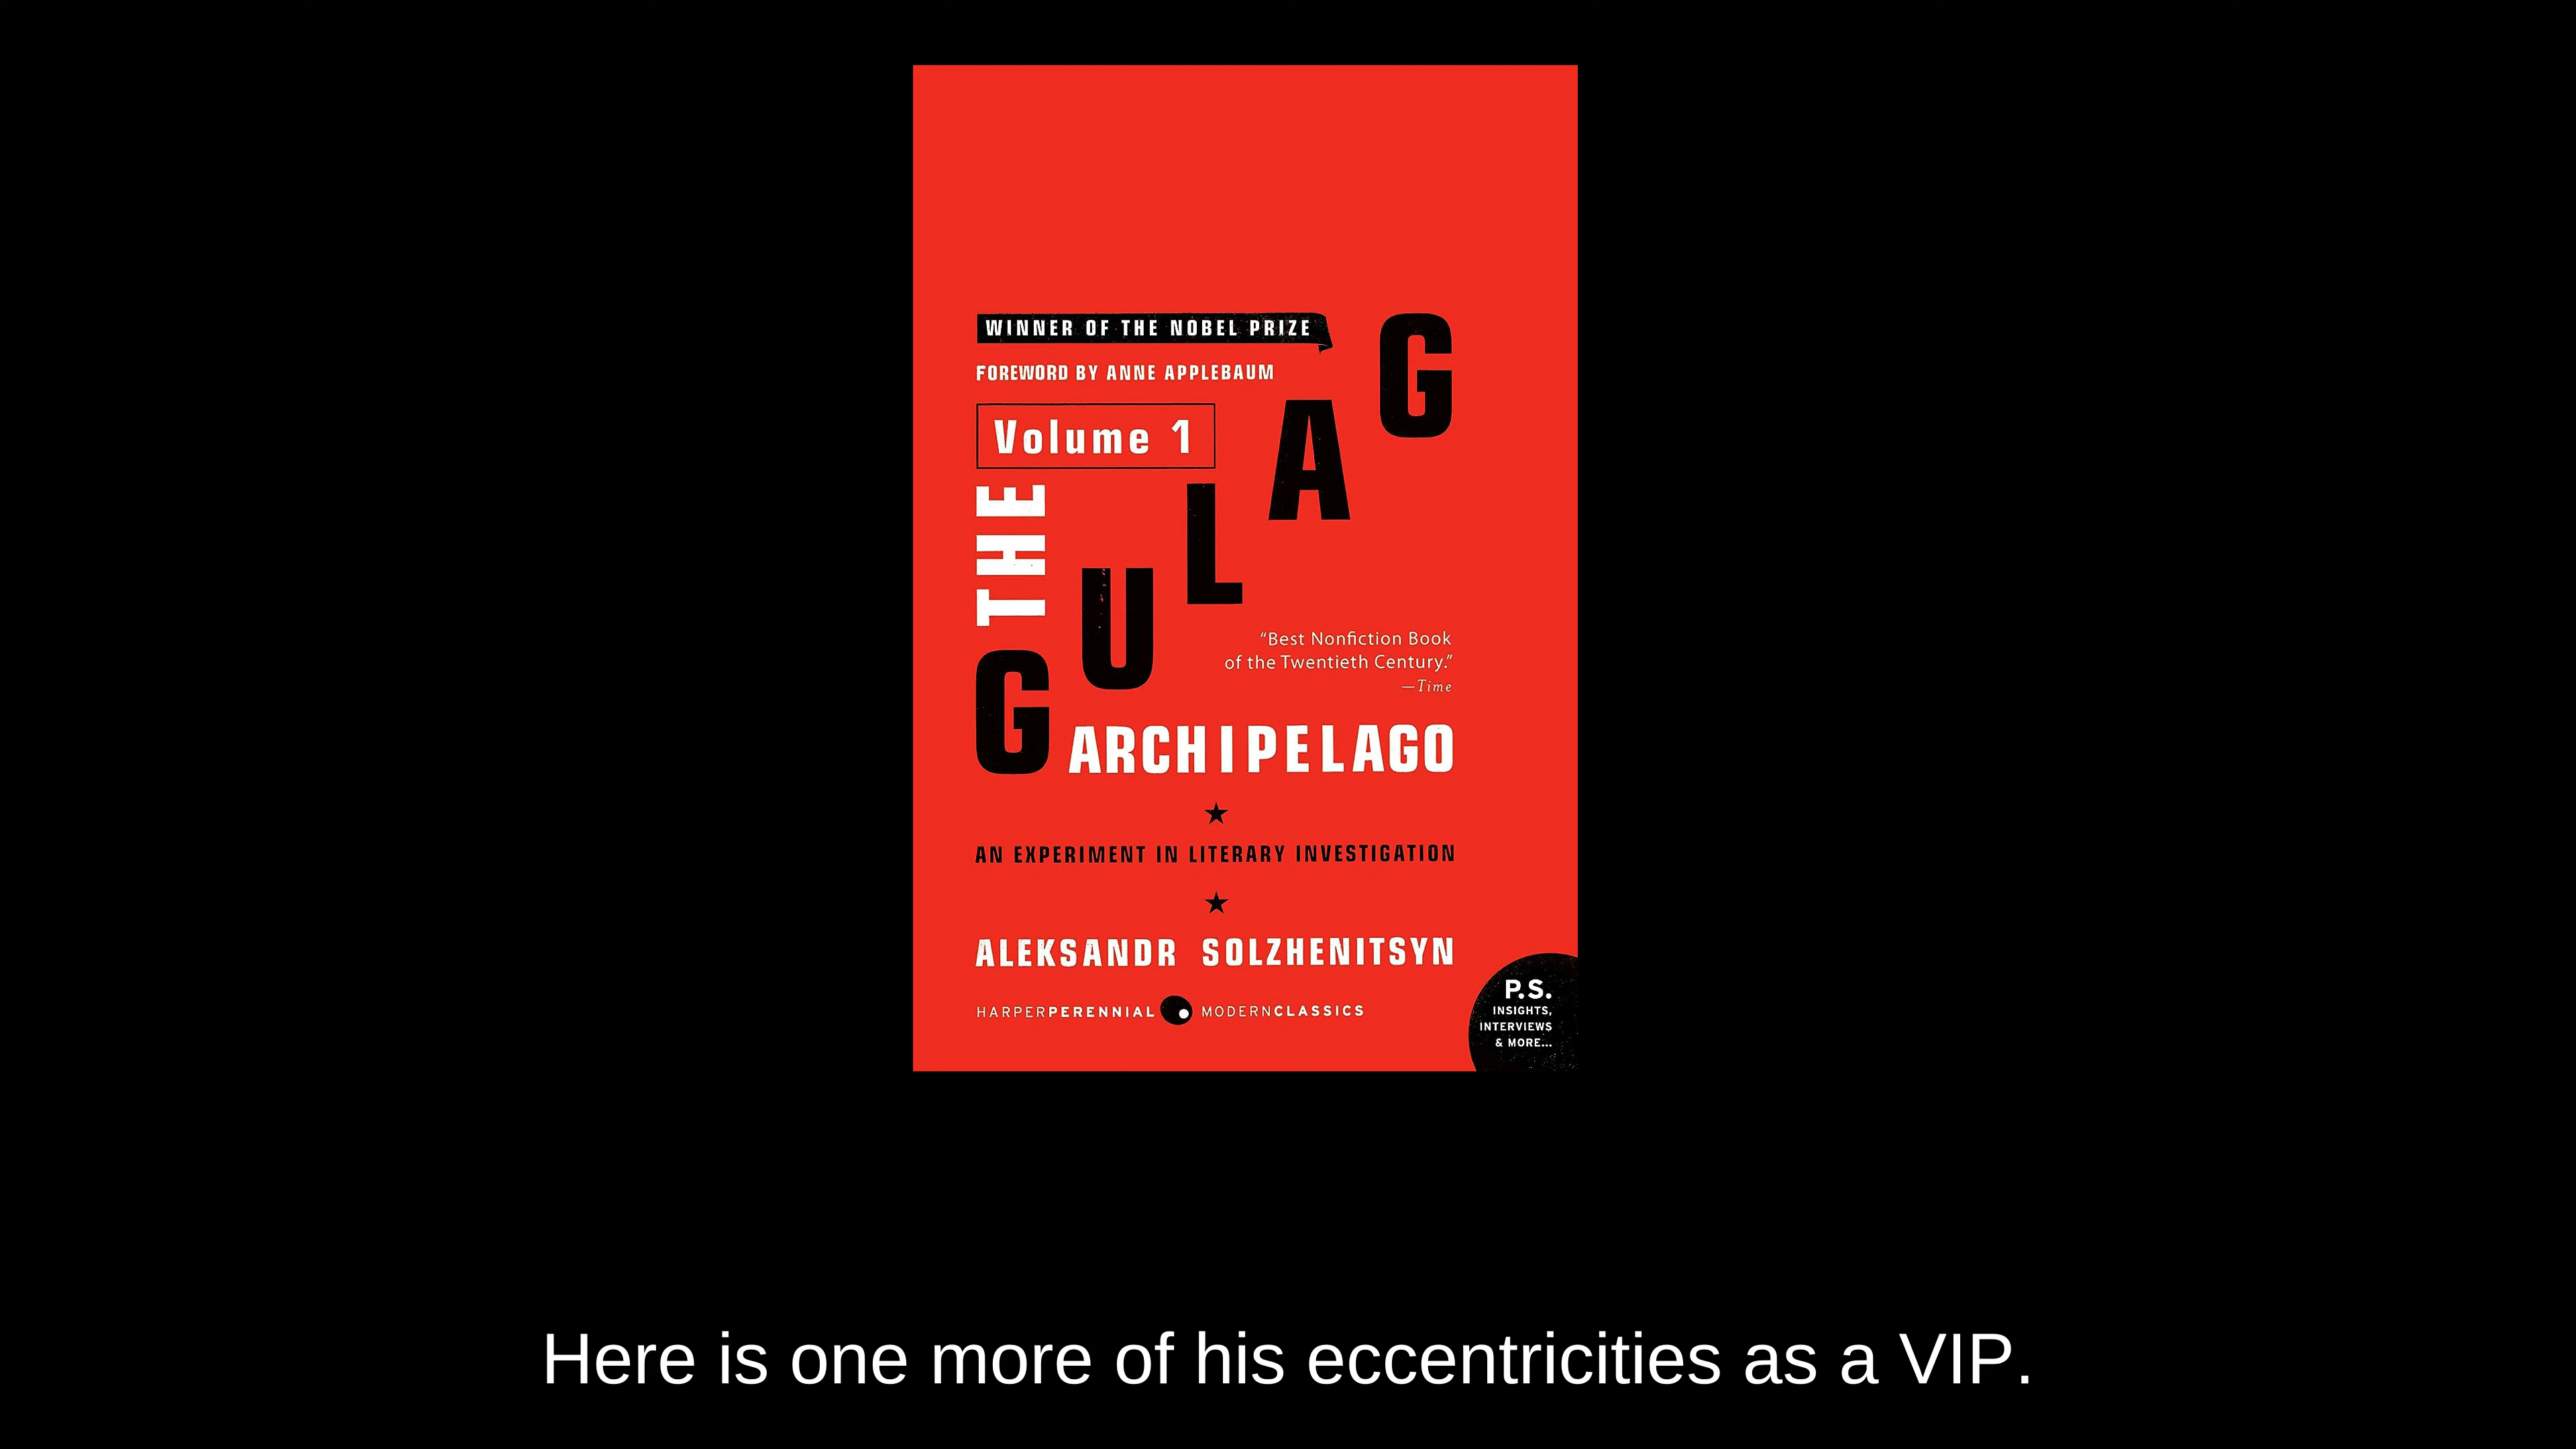 WINNER OF THE NOBEL PRIZE
FOREWORD BY ANNE APPLEBAUM
Volume 1
THE
GULAG
"Best Nonfiction Book
of the Twentieth Century."
—Time
ARCHIPELAGO
AN EXPERIMENT IN LITERARY INVESTIGATION
ALEKSANDR SOLZHENITSYN
HARPERPERENNIAL MODERNCLASSICS
P.S.
INSIGHTS,
INTERVIEWS
& MORE...
Here is one more of his eccentricities as a VIP.